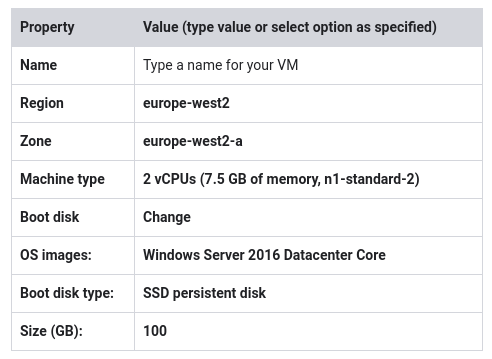 Property Value (type value or select option as specified)
Name Type a name for your VM
Region europe-west2
Zone europe-west2-a
Machine type 2 vCPUs (7.5 GB of memory, n1-standard-2)
Boot disk Change
OS images: Windows Server 2016 Datacenter Core
Boot disk type: SSD persistent disk
Size (GB): 100